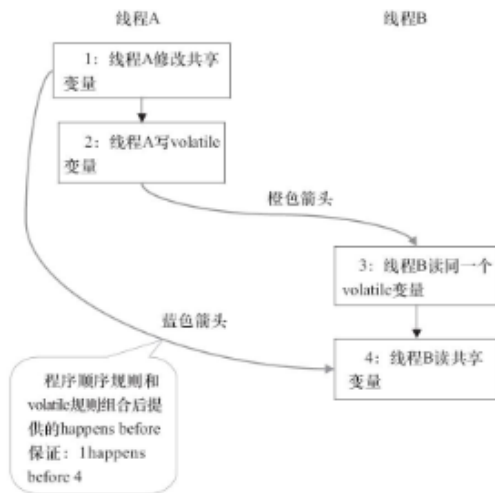 线程A
线程B
1：线程A修改共享
变量
2：线程A写volatile
变量
橙色箭头
3：线程B读同一个
volatile变量
蓝色箭头
4：线程B读共享
变量
程序顺序规则和
volatile规则组合后提
供的happens before
保证：1happens
before 4